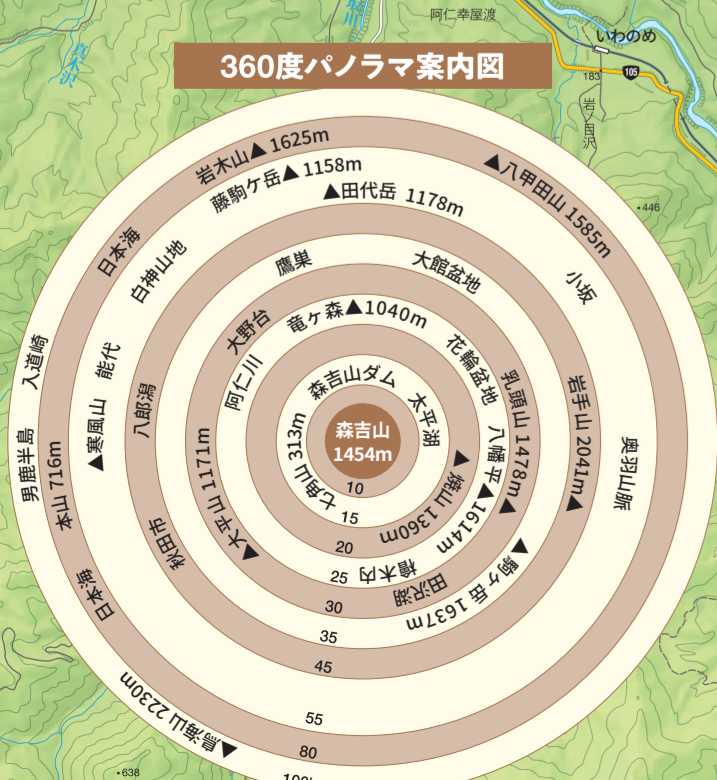 阿仁幸屋渡
真木沢
いわのめ
360度パノラマ案内図
183
105
岩ノ目沢
岩木山▲1625m
藤駒ケ岳▲1158m
▲八甲田山 1585m
▲田代岳 1178m
・446
日本海
白神山地
鷹巣
大館盆地
小坂
大野台
竜ヶ森▲1040m
入道崎
能代
阿仁川
森吉山ダム
太平湖
花輪盆地
乳頭山 1478m▲
岩手山 2041m▲
八郎潟
▲寒風山
男鹿半島
本山 716m
▲太平山 1171m
七角山 313m
森吉山
1454m
八幡平▲1614m
▲焼山 1360m
奥羽山脈
10
15
20
25
30
35
45
55
80
100k
秋田市
檜木内
田沢湖
▲駒ヶ岳 1637m
日本海
▲鳥海山 2230m
・638